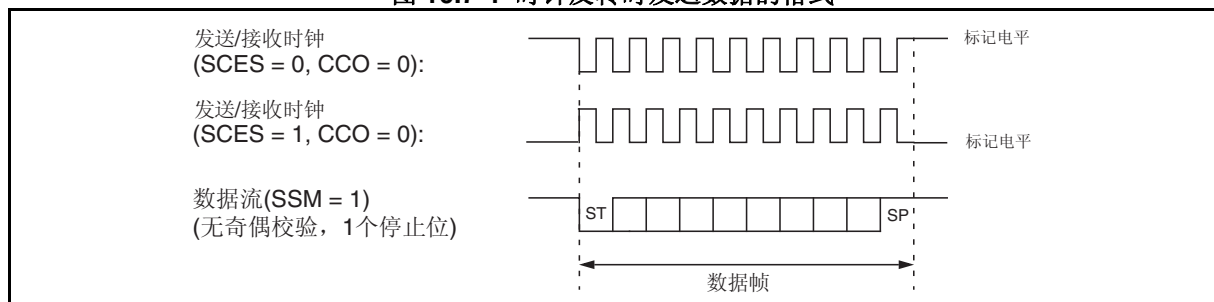 发送/接收时钟
(SCES = 0, CCO = 0):
标记电平
发送/接收时钟
(SCES = 1, CCO = 0):
标记电平
数据流(SSM = 1)
(无奇偶校验，1个停止位)
ST
SP
数据帧